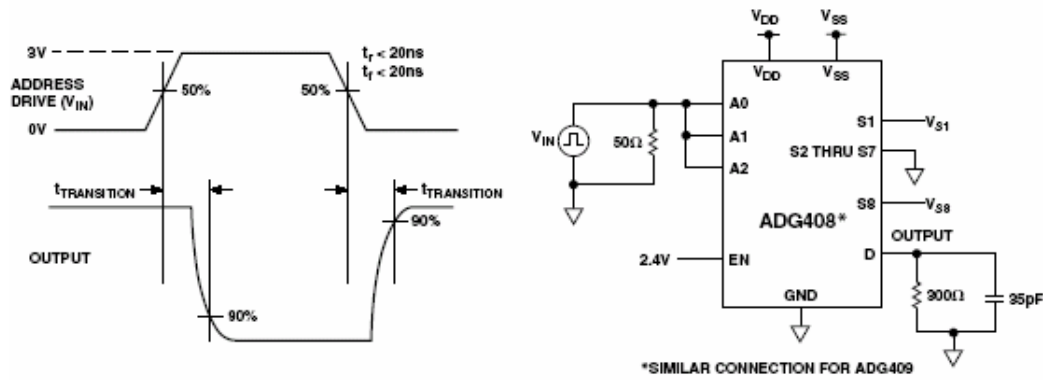 3V
ADDRESS
DRIVE (VIN)
0V
50%
50%
tr < 20ns
tf < 20ns
tTRANSITION
tTRANSITION
OUTPUT
90%
90%
VDD
VSS
VDD
VSS
VIN
50Ω
A0
A1
A2
2.4V
EN
ADG408*
GND
S1
VS1
S2 THRU S7
S8
VS8
OUTPUT
D
300Ω
35pF
*SIMILAR CONNECTION FOR ADG409